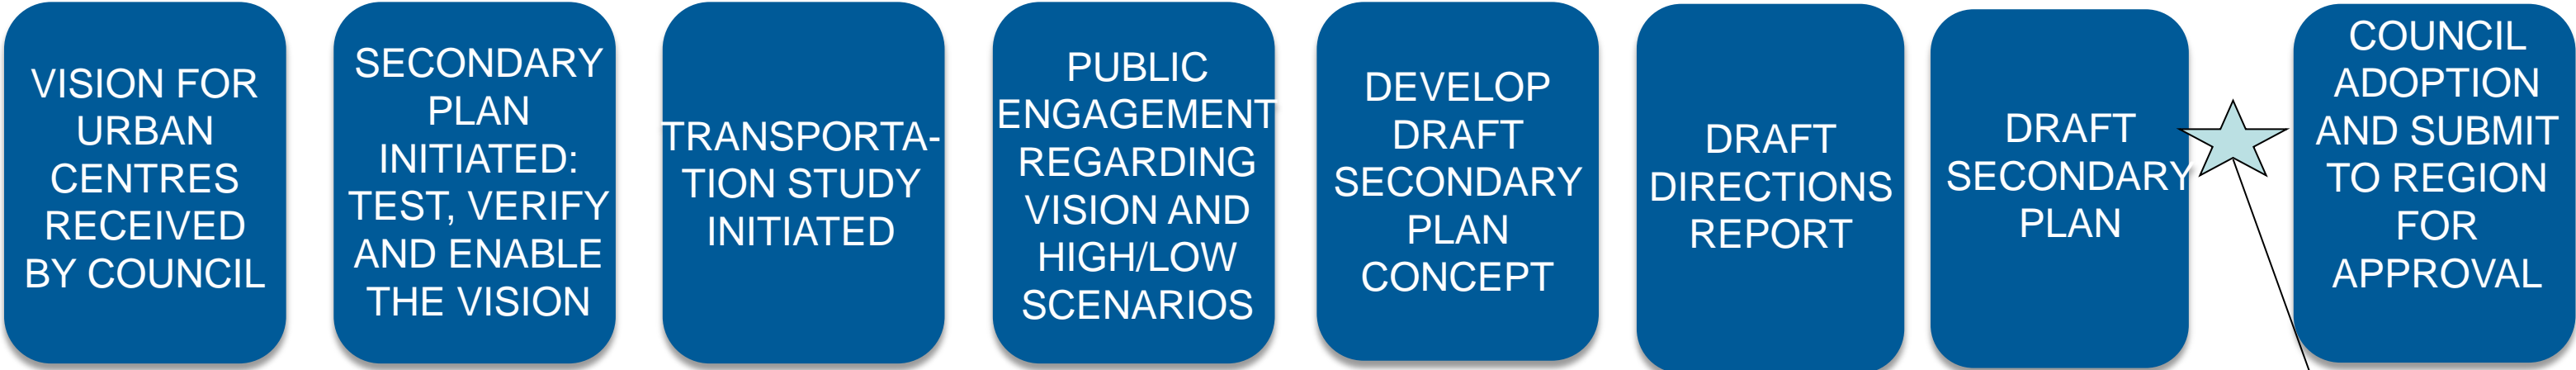 VISION FOR
URBAN
CENTRES
RECEIVED
BY COUNCIL
SECONDARY
PLAN
INITIATED:
TEST, VERIFY
AND ENABLE
THE VISION
TRANSPORTA-
TION STUDY
INITIATED
PUBLIC
ENGAGEMENT
REGARDING
VISION AND
HIGH/LOW
SCENARIOS
DEVELOP
DRAFT
SECONDARY
PLAN
CONCEPT
DRAFT
DIRECTIONS
REPORT
DRAFT
SECONDARY
PLAN
COUNCIL
ADOPTION
AND SUBMIT
TO REGION
FOR
APPROVAL